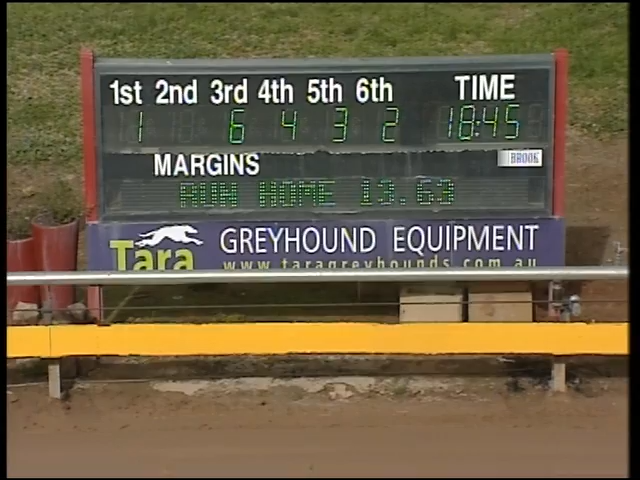 1st 2nd 3rd 4th 5th 6th TIME
1 6 4 3 2 18:45
MARGINS BROOK
RUN HOME 13.63
Tara GREYHOUND EQUIPMENT
www.taragreyhounds.com.au